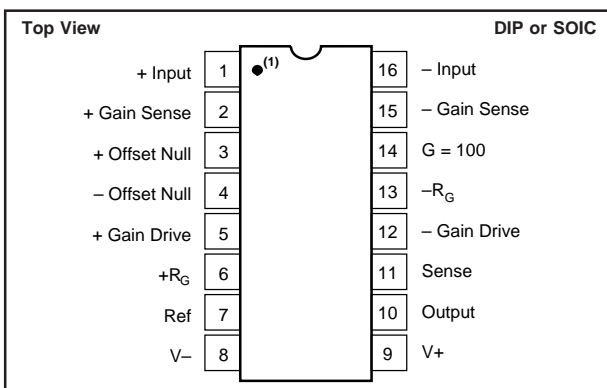 Top View DIP or SOIC
+ Input 1 (1) 16 – Input
+ Gain Sense 2 15 – Gain Sense
+ Offset Null 3 14 G = 100
– Offset Null 4 13 –RG
+ Gain Drive 5 12 – Gain Drive
+RG 6 11 Sense
Ref 7 10 Output
V– 8 9 V+